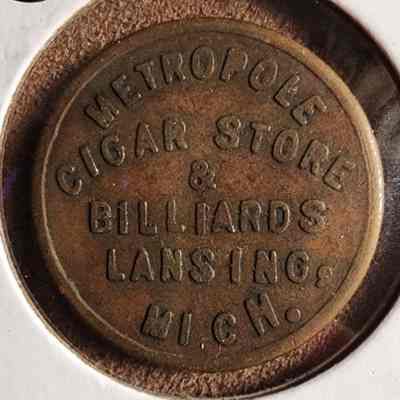 METROPOLE
CIGAR STORE
&
BILLIARDS
LANSING,
MICH.